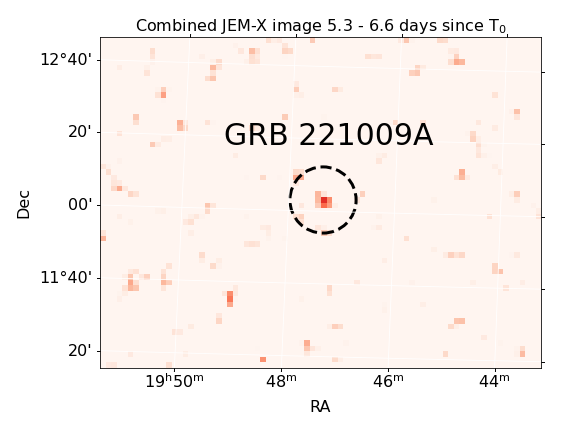 Combined JEM-X image 5.3 - 6.6 days since T₀
12°40'
20'
00'
11°40'
20'
Dec
GRB 221009A
19ʰ50ᵐ
48ᵐ
46ᵐ
44ᵐ
RA